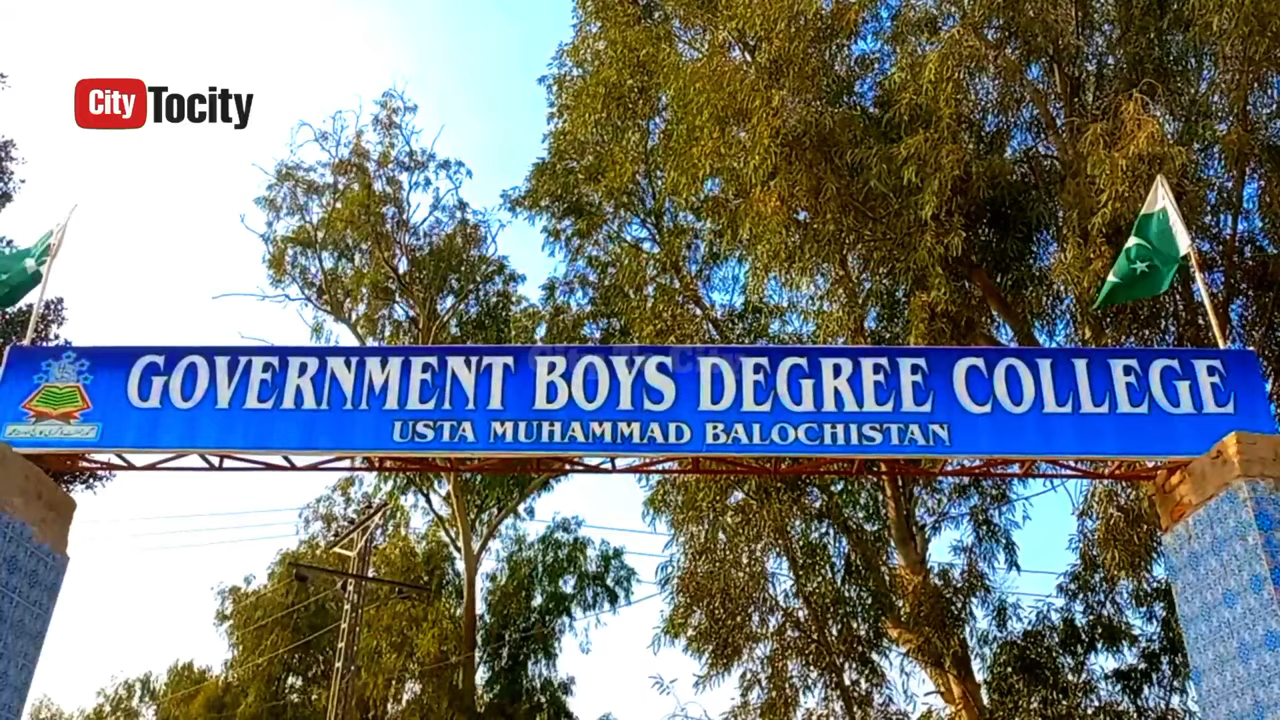 City Tocity
GOVERNMENT BOYS DEGREE COLLEGE
USTA MUHAMMAD BALOCHISTAN